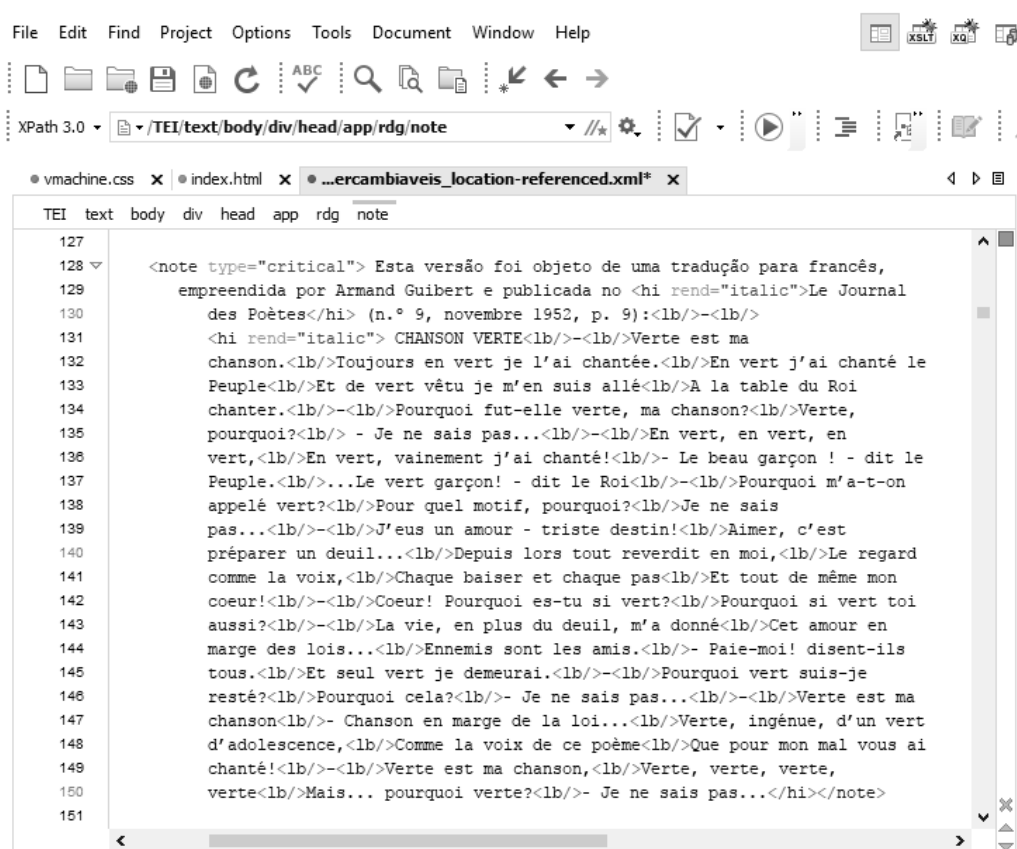 File Edit Find Project Options Tools Document Window Help
XSLT XQ
ABC
XPath 3.0 /TEI/text/body/div/head/app/rdg/note
vmachine.css index.html ...ercambiaveis_location-referenced.xml*
TEI text body div head app rdg note
127
128 <note type="critical"> Esta versão foi objeto de uma tradução para francês,
129 empreendida por Armand Guibert e publicada no <hi rend="italic">Le Journal
130 des Poètes</hi> (n.º 9, novembre 1952, p. 9):<lb/>-<lb/>
131 <hi rend="italic"> CHANSON VERTE<lb/>-<lb/>Verte est ma
132 chanson.<lb/>Toujours en vert je l’ai chantée.<lb/>En vert j’ai chanté le
133 Peuple<lb/>Et de vert vêtu je m’en suis allé<lb/>A la table du Roi
134 chanter.<lb/>-<lb/>Pourquoi fut-elle verte, ma chanson?<lb/>Verte,
135 pourquoi?<lb/> - Je ne sais pas...<lb/>-<lb/>En vert, en vert, en
136 vert,<lb/>En vert, vainement j’ai chanté!<lb/>- Le beau garçon ! - dit le
137 Peuple.<lb/>...Le vert garçon! - dit le Roi<lb/>-<lb/>Pourquoi m’a-t-on
138 appelé vert?<lb/>Pour quel motif, pourquoi?<lb/>Je ne sais
139 pas...<lb/>-<lb/>J’eus un amour - triste destin!<lb/>Aimer, c’est
140 préparer un deuil...<lb/>Depuis lors tout reverdit en moi,<lb/>Le regard
141 comme la voix,<lb/>Chaque baiser et chaque pas<lb/>Et tout de même mon
142 coeur!<lb/>-<lb/>Coeur! Pourquoi es-tu si vert?<lb/>Pourquoi si vert toi
143 aussi?<lb/>-<lb/>La vie, en plus du deuil, m’a donné<lb/>Cet amour en
144 marge des lois...<lb/>Ennemis sont les amis.<lb/>- Paie-moi! disent-ils
145 tous.<lb/>Et seul vert je demeurai.<lb/>-<lb/>Pourquoi vert suis-je
146 resté?<lb/>Pourquoi cela?<lb/>- Je ne sais pas...<lb/>-<lb/>Verte est ma
147 chanson<lb/>- Chanson en marge de la loi...<lb/>Verte, ingénue, d’un vert
148 d’adolescence,<lb/>Comme la voix de ce poème<lb/>Que pour mon mal vous ai
149 chanté!<lb/>-<lb/>Verte est ma chanson,<lb/>Verte, verte, verte,
150 verte<lb/>Mais... pourquoi verte?<lb/>- Je ne sais pas...</hi></note>
151